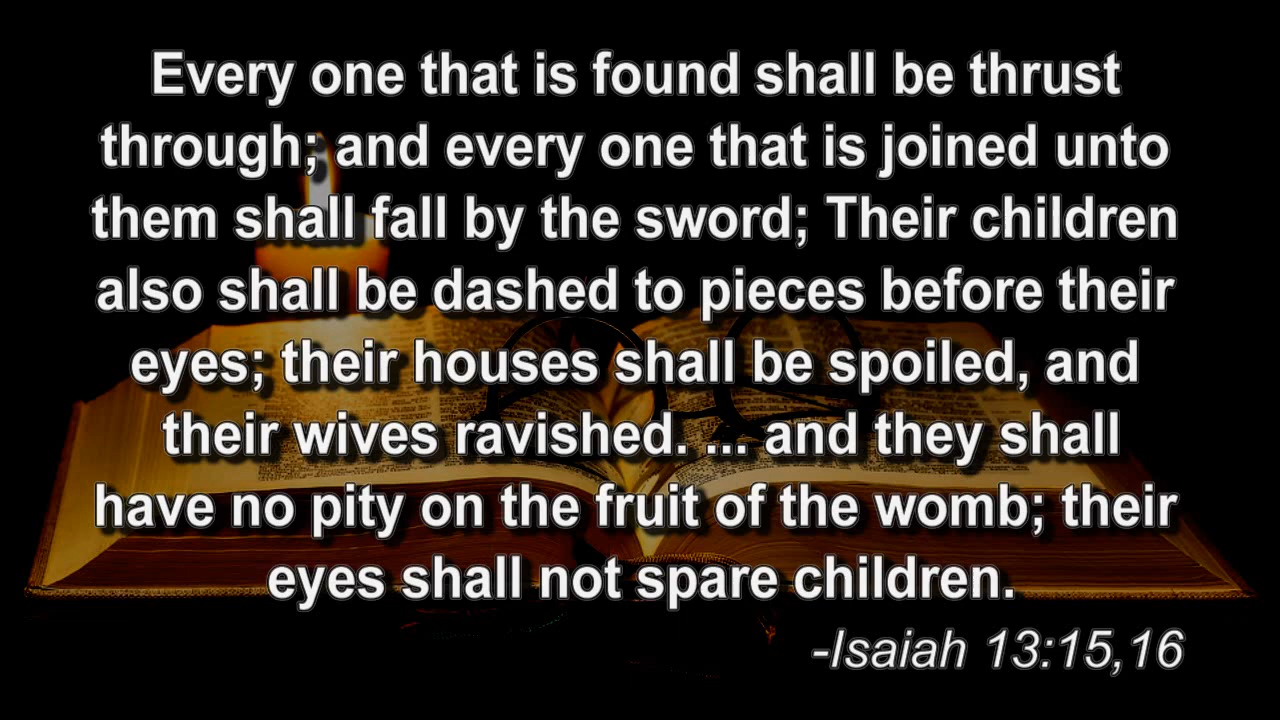 Every one that is found shall be thrust
through; and every one that is joined unto
them shall fall by the sword; Their children
also shall be dashed to pieces before their
eyes; their houses shall be spoiled, and
their wives ravished. ... and they shall
have no pity on the fruit of the womb; their
eyes shall not spare children.
-Isaiah 13:15,16